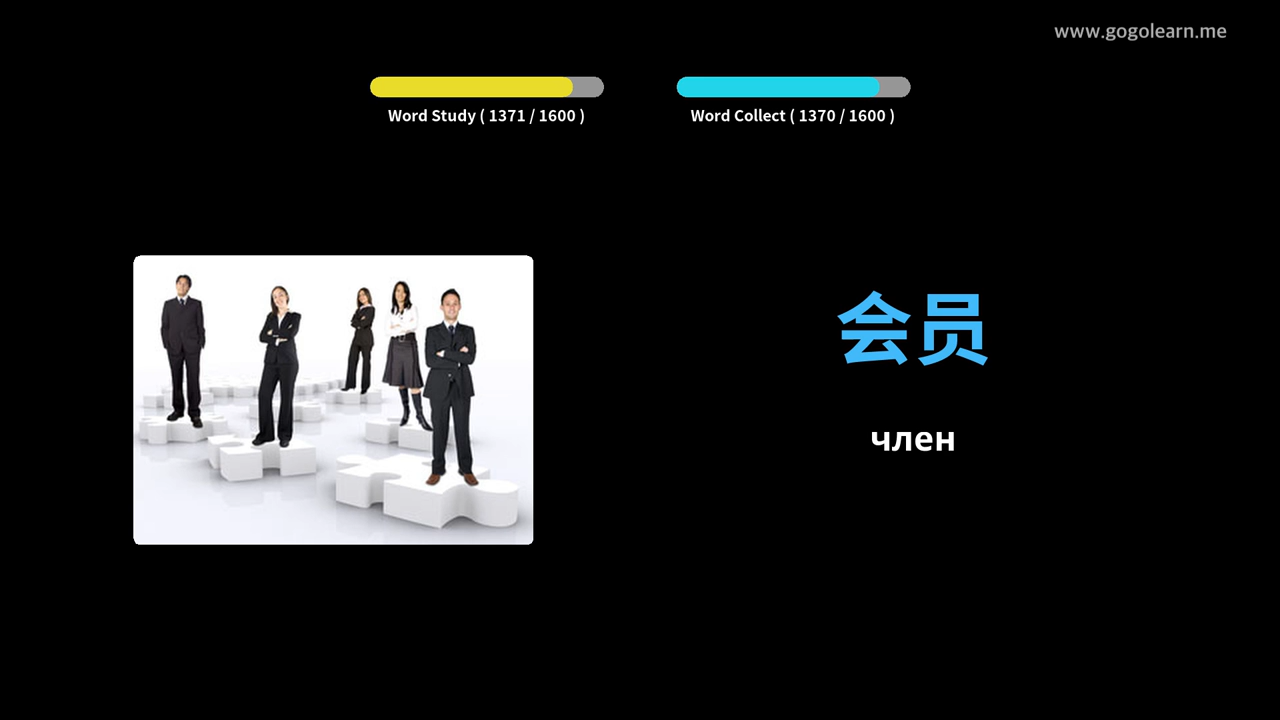 www.gogolearn.me
Word Study ( 1371 / 1600 )
Word Collect ( 1370 / 1600 )
会员
член